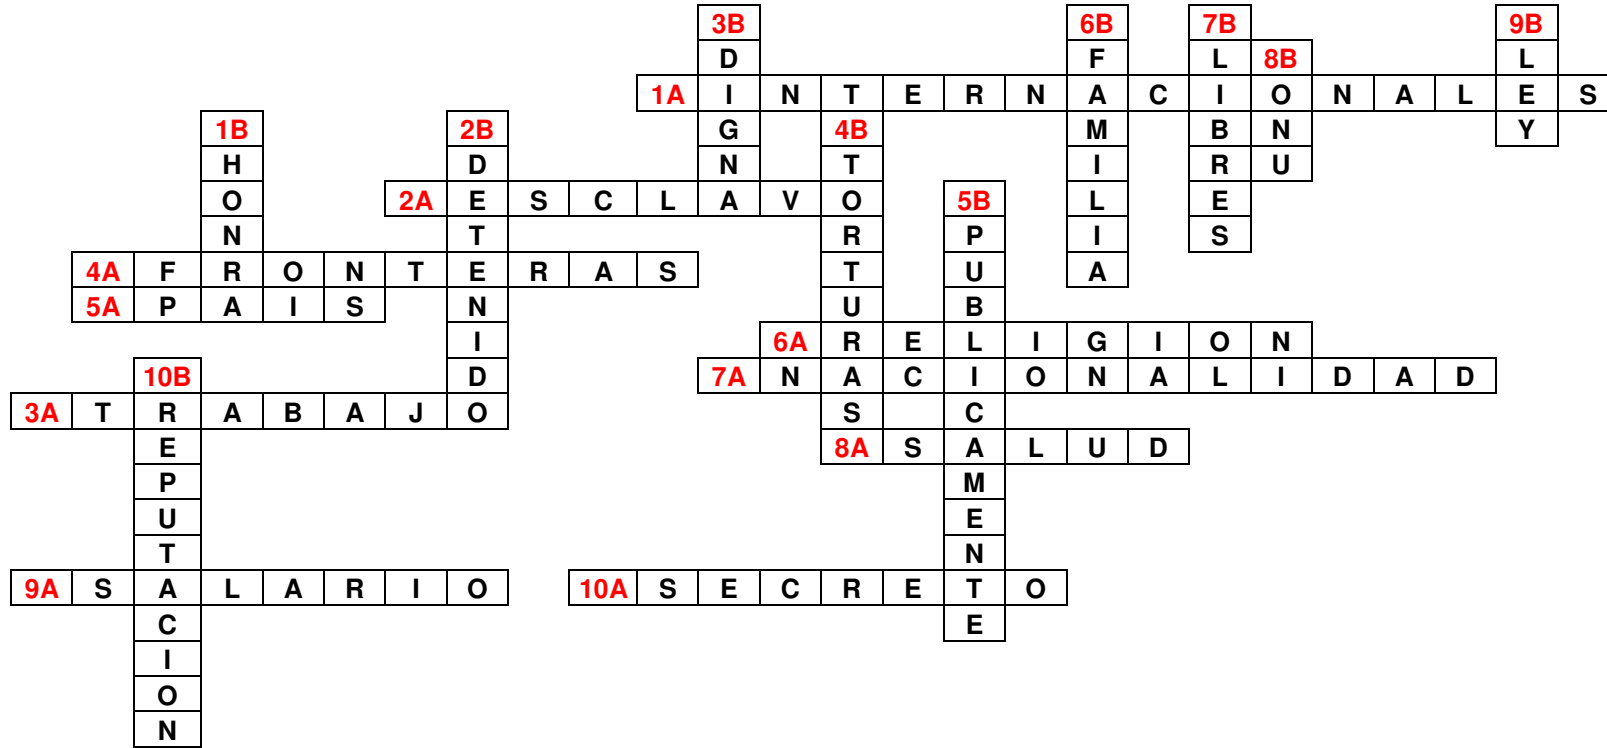 3B 6B 7B 9B
D F L 8B L
1A I N T E R N A C I O N A L E S
1B 2B G 4B M B N Y
H D N T I R U
O 2A E S C L A V O 5B L E
N T R P I S
4A F R O N T E R A S T U A
5A P A I S N U B
I 6A R E L I G I O N
10B D 7A N A C I O N A L I D A D
3A T R A B A J O S C
E 8A S A L U D
P M
U E
T N
9A S A L A R I O 10A S E C R E T O
C E
I
O
N